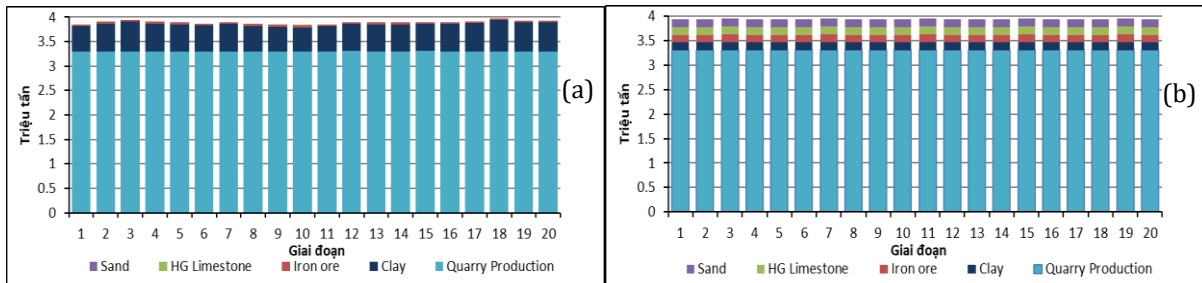 4
3.5
3
2.5
2
1.5
1
0.5
0
Triệu tấn
(a)
1 2 3 4 5 6 7 8 9 10 11 12 13 14 15 16 17 18 19 20
Giai đoạn
Sand HG Limestone Iron ore Clay Quarry Production
4
3.5
3
2.5
2
1.5
1
0.5
0
Triệu tấn
(b)
1 2 3 4 5 6 7 8 9 10 11 12 13 14 15 16 17 18 19 20
Giai đoạn
Sand HG Limestone Iron ore Clay Quarry Production